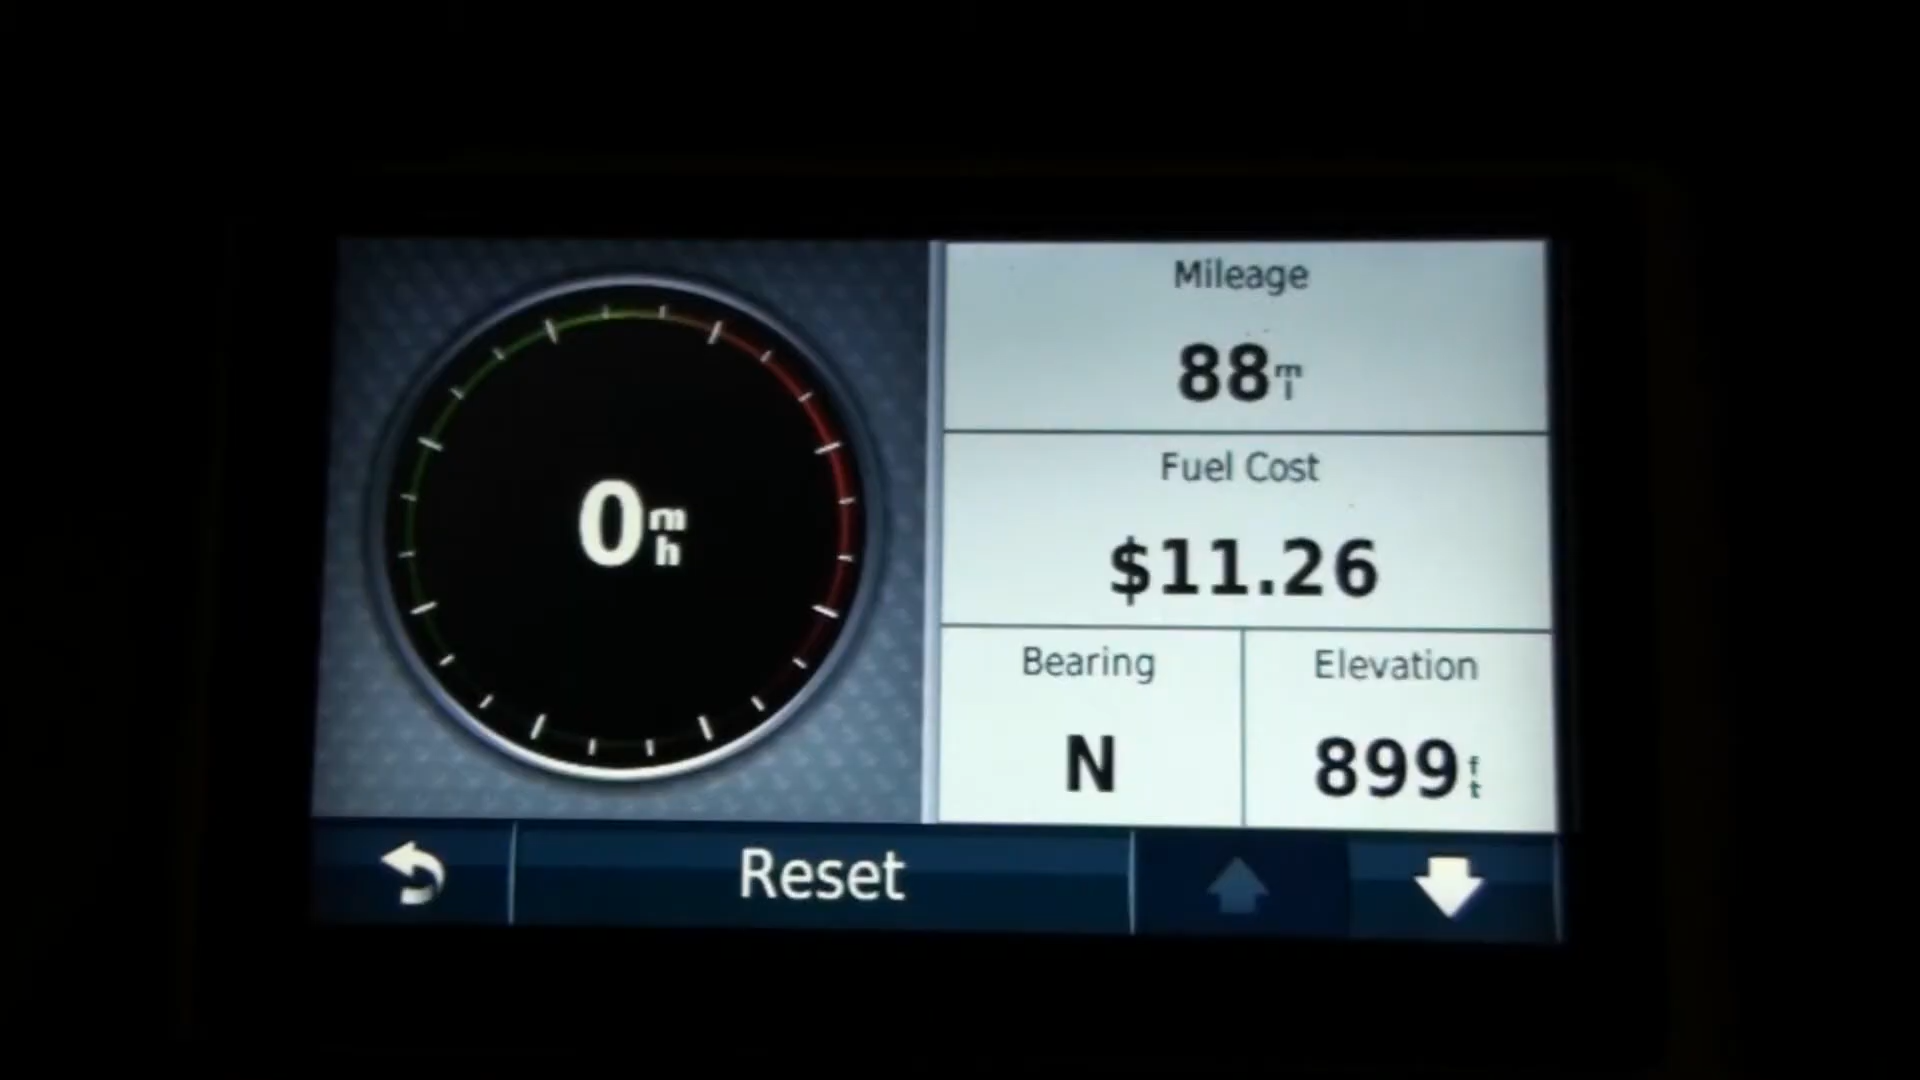 0 mh
Mileage
88 mi
Fuel Cost
$11.26
Bearing
N
Elevation
899 ft
Reset